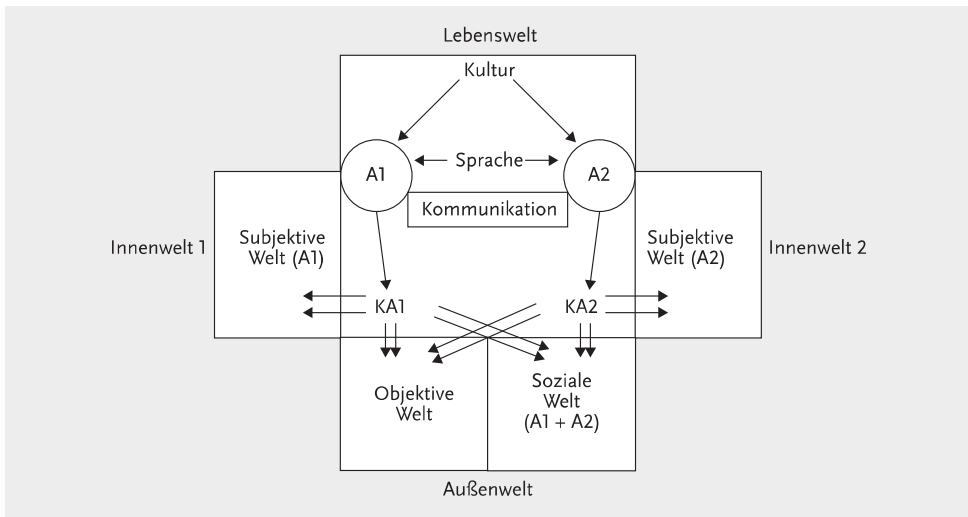 Lebenswelt
Kultur
A1
Sprache
A2
Kommunikation
Innenwelt 1
Subjektive
Welt (A1)
Subjektive
Welt (A2)
Innenwelt 2
KA1
KA2
Objektive
Welt
Soziale
Welt
(A1 + A2)
Außenwelt